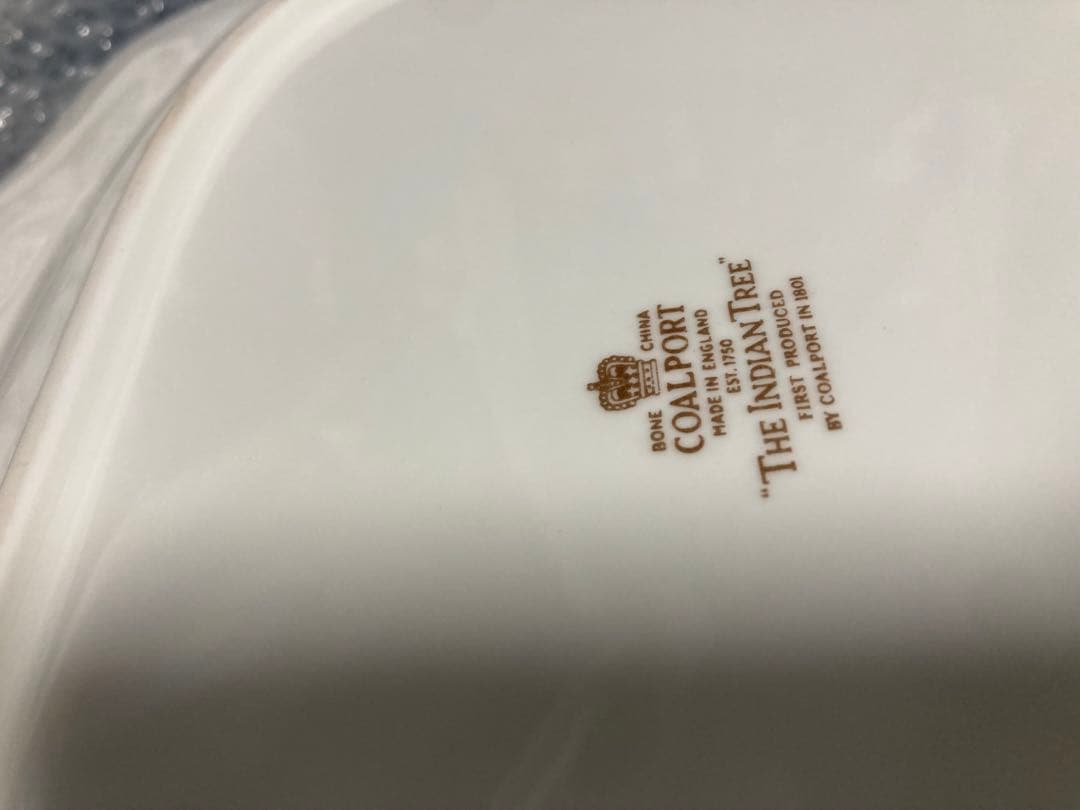 BONE CHINA
COALPORT
MADE IN ENGLAND
EST. 1750
"THE INDIAN TREE"
FIRST PRODUCED
BY COALPORT IN 1801